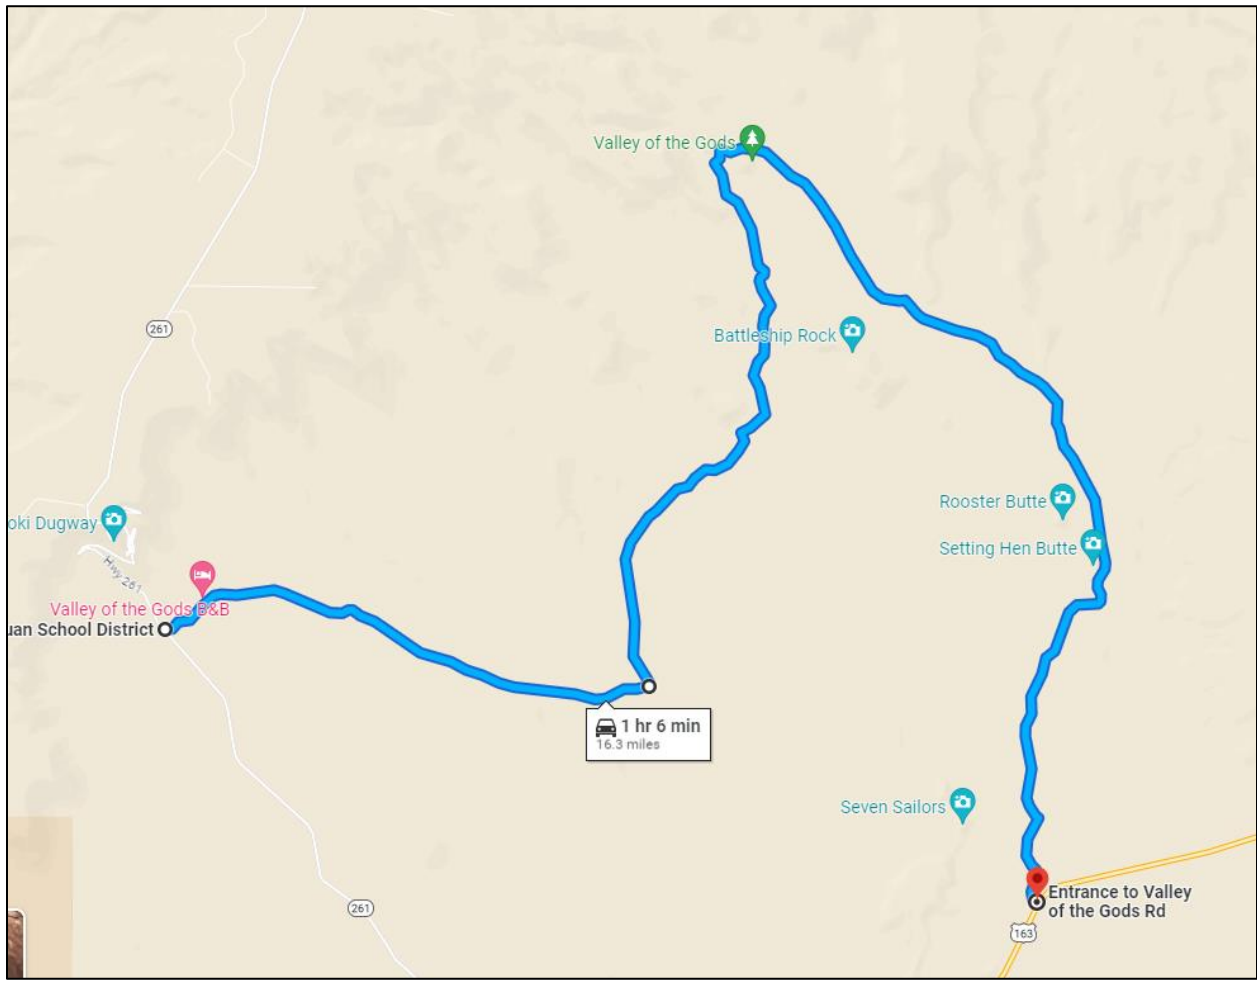 Valley of the Gods
261
Battleship Rock
Rooster Butte
oki Dugway
Setting Hen Butte
Hwy 261
Valley of the Gods B&B
uan School District
1 hr 6 min
16.3 miles
Seven Sailors
Entrance to Valley
of the Gods Rd
261
163